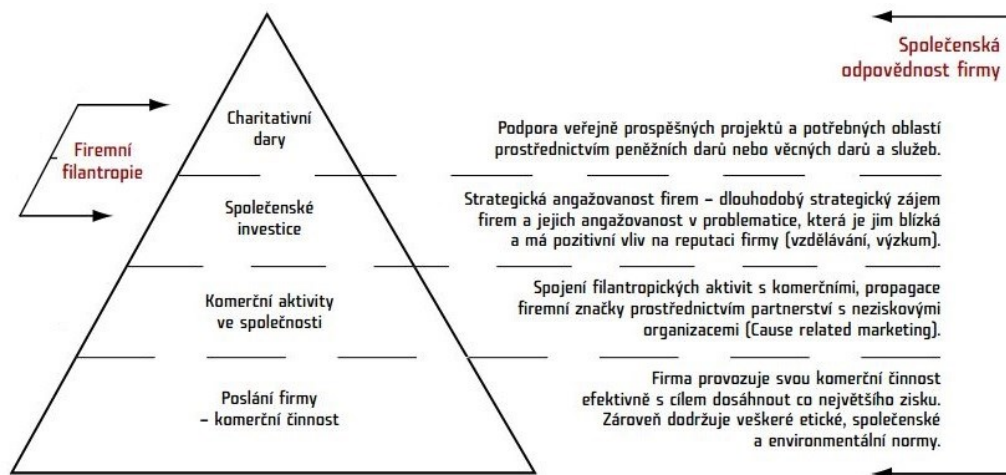 Společenská
odpovědnost firmy
Firemní
filantropie
Charitativní
dary
Podpora veřejně prospěšných projektů a potřebných oblastí
prostřednictvím peněžních darů nebo věcných darů a služeb.
Společenské
investice
Strategická angažovanost firem – dlouhodobý strategický zájem
firem a jejich angažovanost v problematice, která je jim blízká
a má pozitivní vliv na reputaci firmy (vzdělávání, výzkum).
Komerční aktivity
ve společnosti
Spojení filantropických aktivit s komerčními, propagace
firemní značky prostřednictvím partnerství s neziskovými
organizacemi (Cause related marketing).
Poslání firmy
– komerční činnost
Firma provozuje svou komerční činnost
efektivně s cílem dosáhnout co největšího zisku.
Zároveň dodržuje veškeré etické, společenské
a environmentální normy.